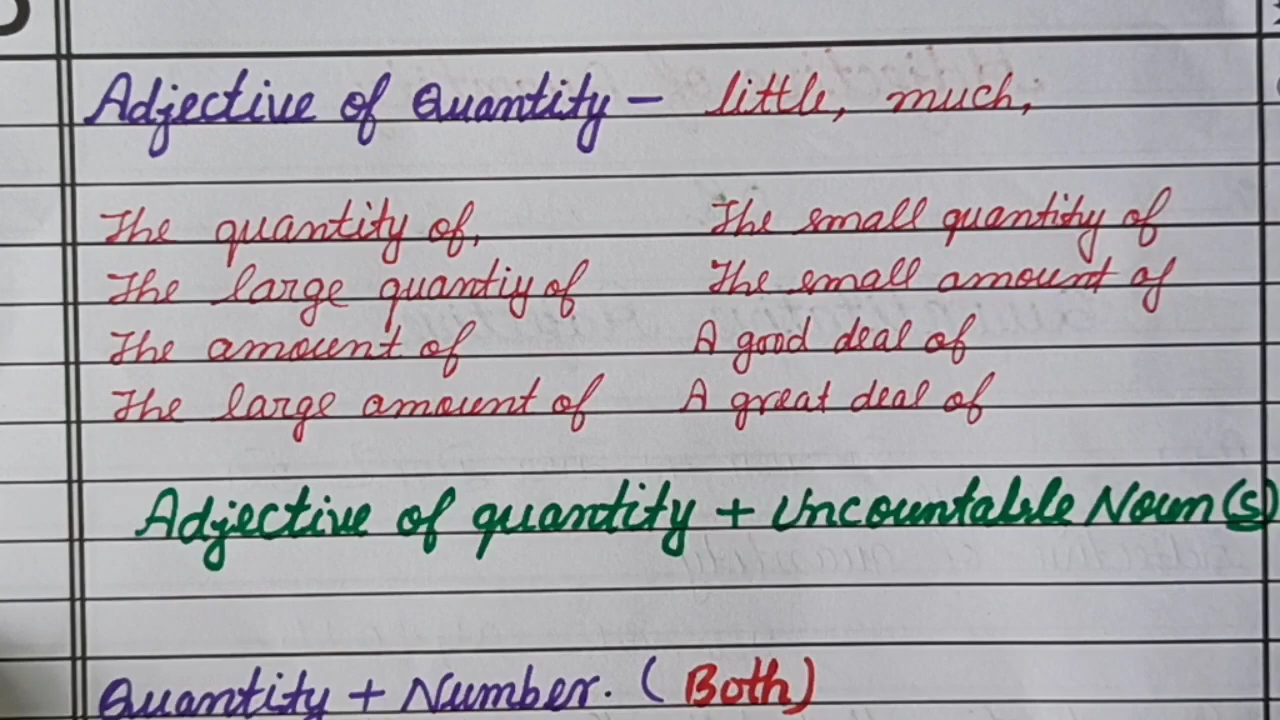 Adjective of Quantity - little, much,
The quantity of, The small quantity of
The large quantiy of The small amount of
The amount of A good deal of
The large amount of A great deal of
Adjective of quantity + Uncountable Noun (s)
Quantity + Number. (Both)